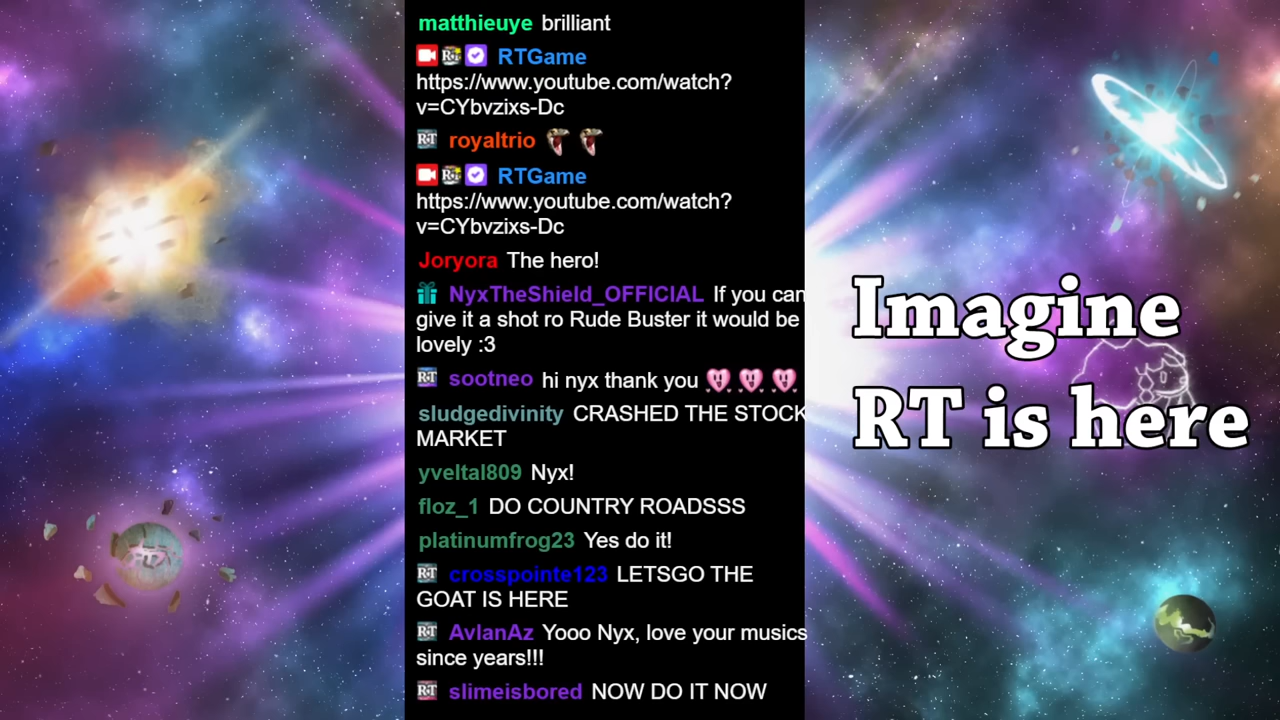 matthieuye brilliant
RTGame
https://www.youtube.com/watch?
v=CYbvzixs-Dc
royaltrio
RTGame
https://www.youtube.com/watch?
v=CYbvzixs-Dc
Joryora The hero!
NyxTheShield_OFFICIAL If you can
give it a shot ro Rude Buster it would be
lovely :3
sootneo hi nyx thank you
sludgedivinity CRASHED THE STOCK
MARKET
yveltal809 Nyx!
floz_1 DO COUNTRY ROADSSS
platinumfrog23 Yes do it!
crosspointe123 LETSGO THE
GOAT IS HERE
AvlanAz Yooo Nyx, love your musics
since years!!!
slimeisbored NOW DO IT NOW
Imagine
RT is here